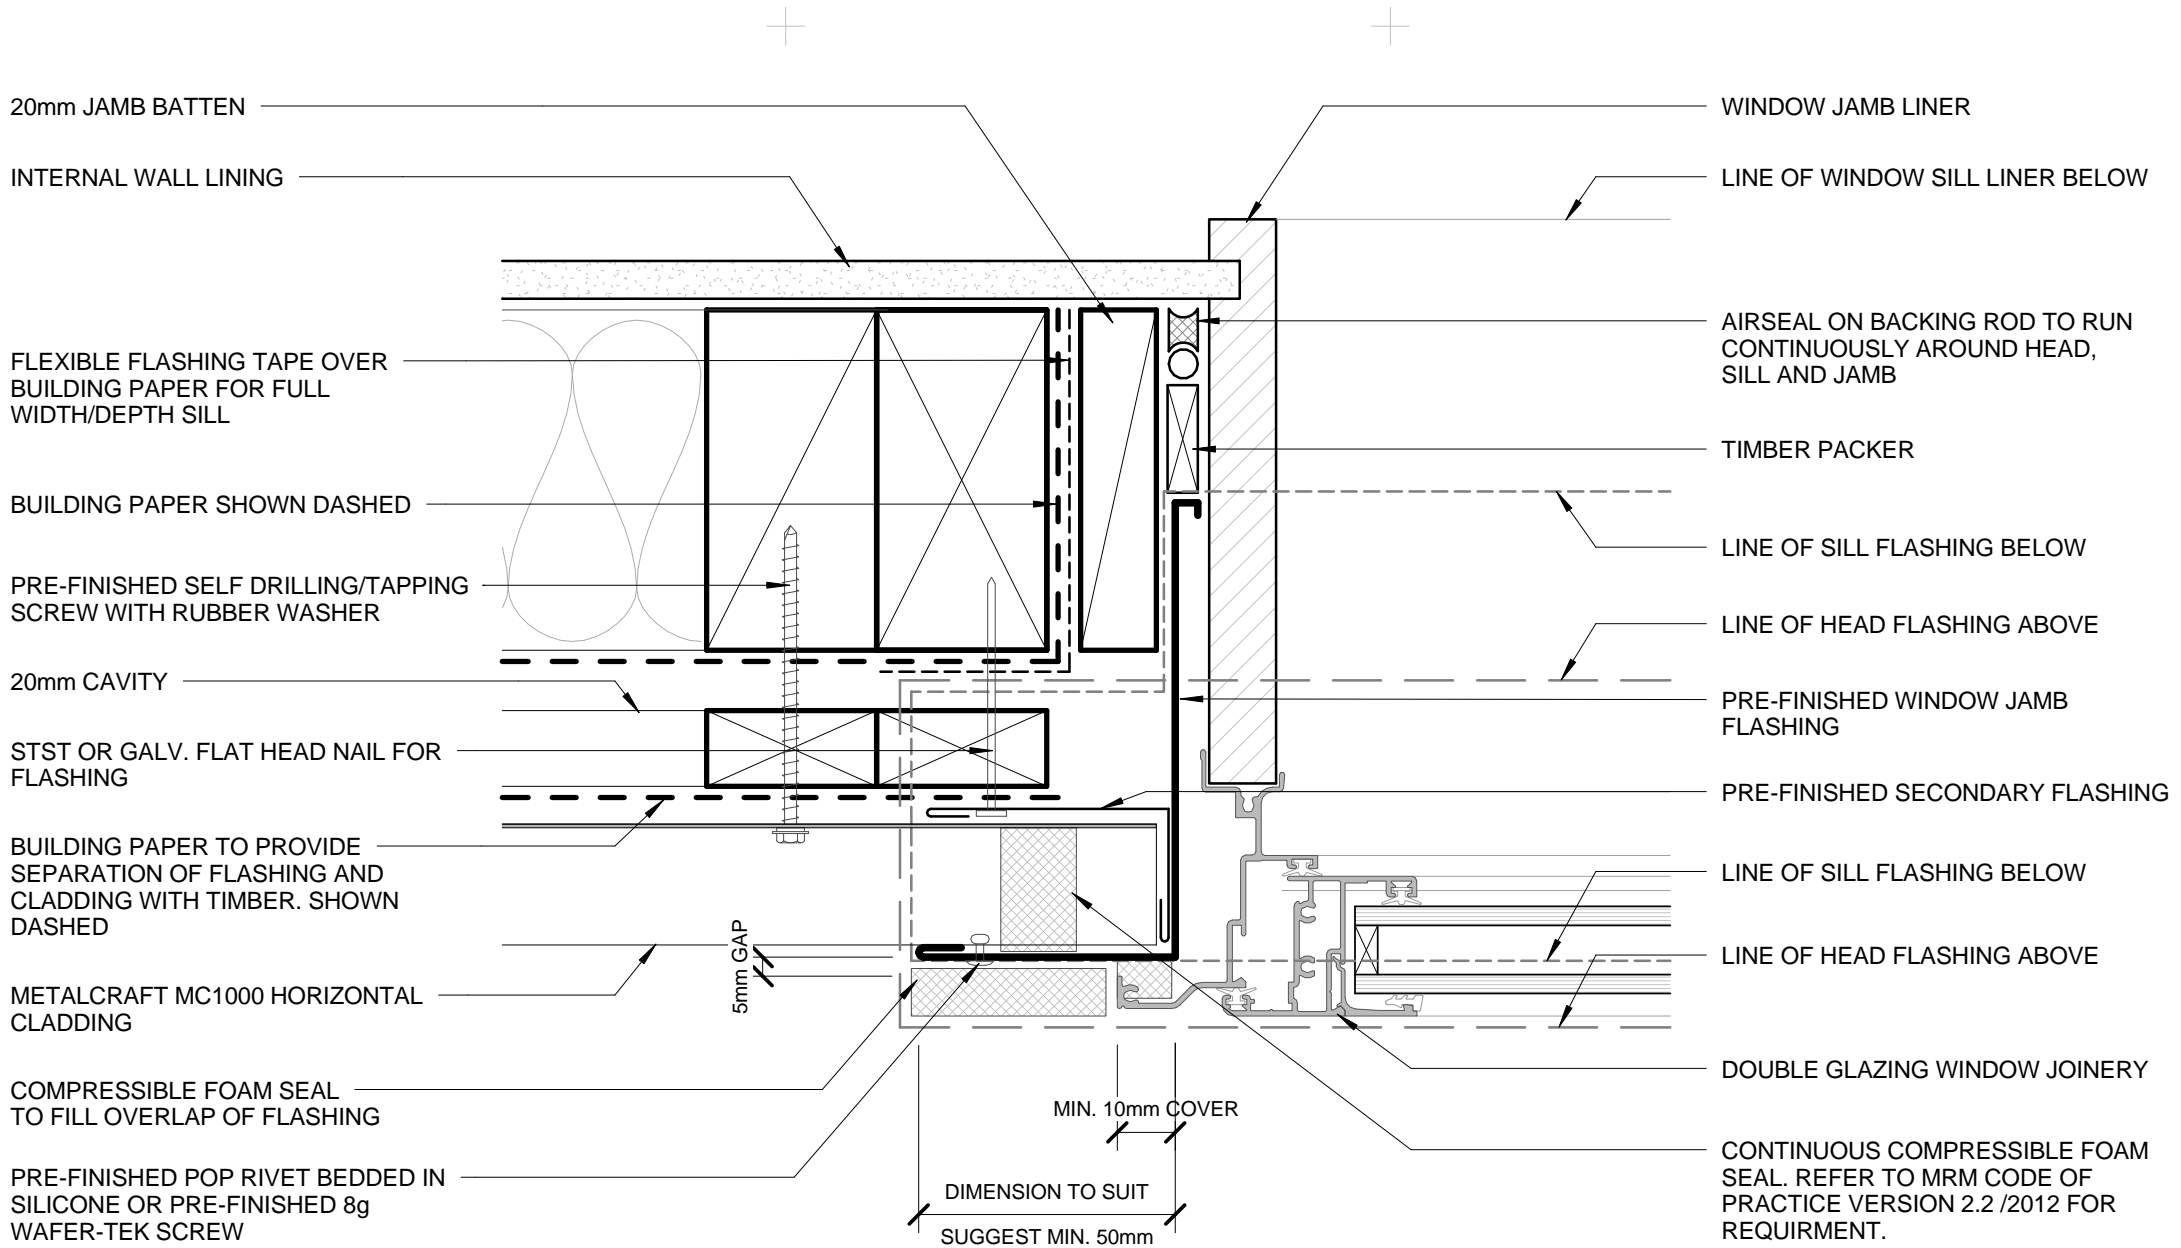 20mm JAMB BATTEN
INTERNAL WALL LINING
FLEXIBLE FLASHING TAPE OVER
BUILDING PAPER FOR FULL
WIDTH/DEPTH SILL
BUILDING PAPER SHOWN DASHED
PRE-FINISHED SELF DRILLING/TAPPING
SCREW WITH RUBBER WASHER
20mm CAVITY
STST OR GALV. FLAT HEAD NAIL FOR
FLASHING
BUILDING PAPER TO PROVIDE
SEPARATION OF FLASHING AND
CLADDING WITH TIMBER. SHOWN
DASHED
METALCRAFT MC1000 HORIZONTAL
CLADDING
COMPRESSIBLE FOAM SEAL
TO FILL OVERLAP OF FLASHING
PRE-FINISHED POP RIVET BEDDED IN
SILICONE OR PRE-FINISHED 8g
WAFER-TEK SCREW
5mm GAP
MIN. 10mm COVER
DIMENSION TO SUIT
SUGGEST MIN. 50mm
WINDOW JAMB LINER
LINE OF WINDOW SILL LINER BELOW
AIRSEAL ON BACKING ROD TO RUN
CONTINUOUSLY AROUND HEAD,
SILL AND JAMB
TIMBER PACKER
LINE OF SILL FLASHING BELOW
LINE OF HEAD FLASHING ABOVE
PRE-FINISHED WINDOW JAMB
FLASHING
PRE-FINISHED SECONDARY FLASHING
LINE OF SILL FLASHING BELOW
LINE OF HEAD FLASHING ABOVE
DOUBLE GLAZING WINDOW JOINERY
CONTINUOUS COMPRESSIBLE FOAM
SEAL. REFER TO MRM CODE OF
PRACTICE VERSION 2.2 /2012 FOR
REQUIRMENT.